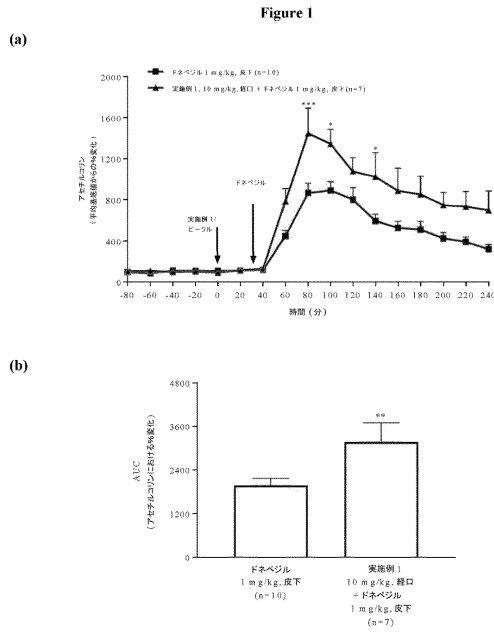 Figure 1
(a)
ドネペジル 1 mg/kg, 皮下 (n=10)
実施例 1, 10 mg/kg, 経口 + ドネペジル 1 mg/kg, 皮下 (n=7)
アセチルコリン
(平均基底値からの%変化)
2000
1600
1200
800
400
0
***
*
*
ドネペジル
実施例 1/
ビークル
-80 -60 -40 -20 0 20 40 60 80 100 120 140 160 180 200 220 240
時間 (分)
(b)
AUC
(アセチルコリンにおける%変化)
4800
3600
2400
1200
0
**
ドネペジル
1 mg/kg, 皮下
(n=10)
実施例 1
10 mg/kg, 経口
+ドネペジル
1 mg/kg, 皮下
(n=7)